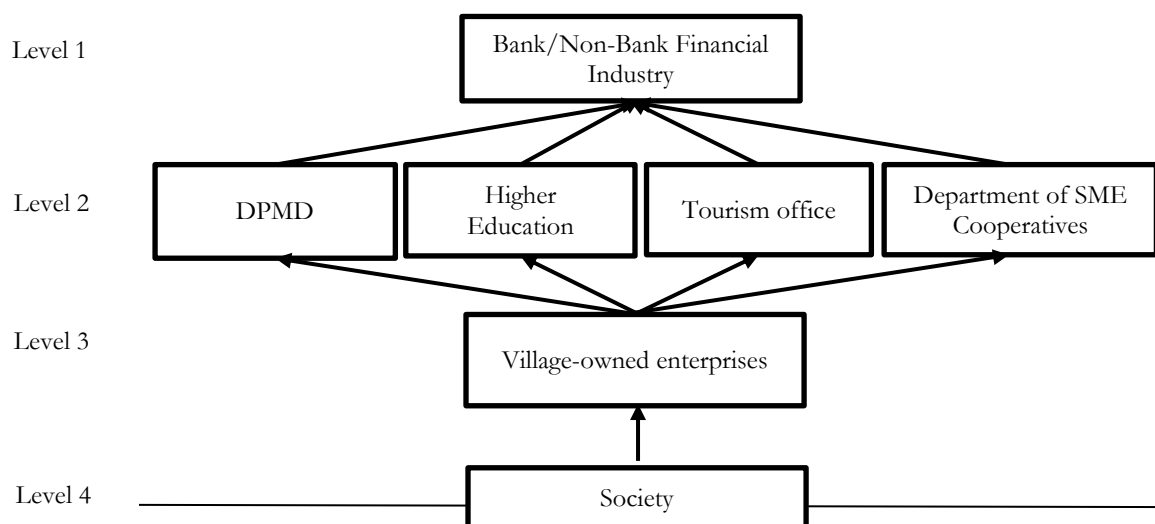 Level 1
Bank/Non-Bank Financial
Industry
Level 2
DPMD
Higher
Education
Tourism office
Department of SME
Cooperatives
Level 3
Village-owned enterprises
Level 4
Society